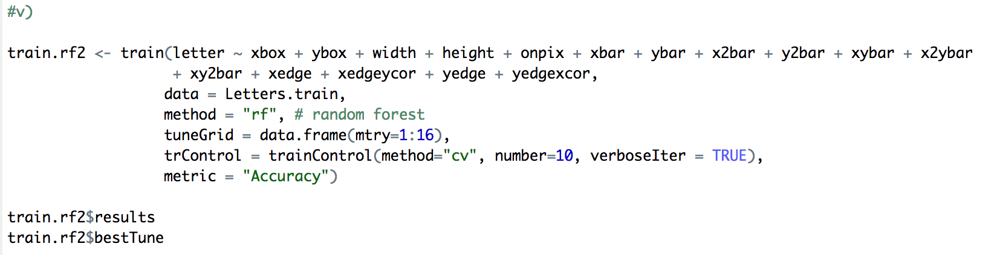 #v)
train.rf2 <- train(letter ~ xbox + ybox + width + height + onpix + xbar + ybar + x2bar + y2bar + xybar + x2ybar
+ xy2bar + xedge + xedgeycor + yedge + yedgexcor,
data = Letters.train,
method = "rf", # random forest
tuneGrid = data.frame(mtry=1:16),
trControl = trainControl(method="cv", number=10, verboseIter = TRUE),
metric = "Accuracy")
train.rf2$results
train.rf2$bestTune